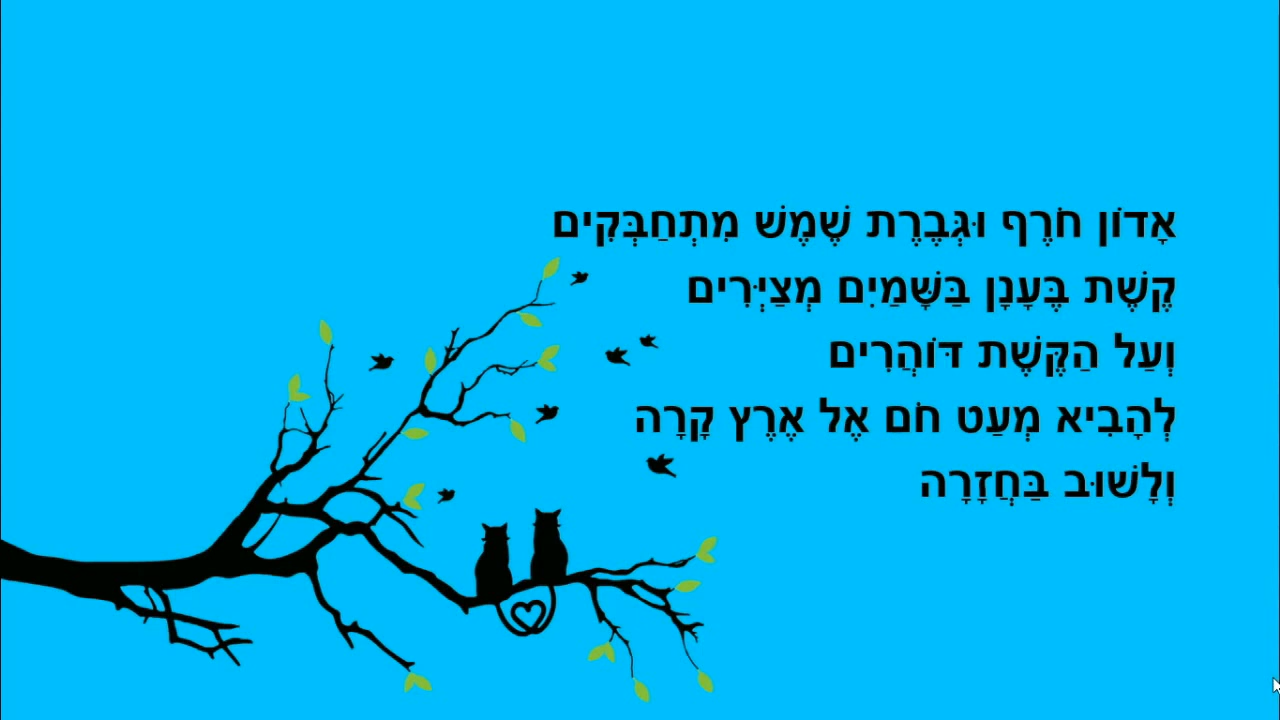 אָדוֹן חֹרֶף וּגְּבֶרֶת שֶׁמֶשׁ מִתְחַבְּקִים
קֶשֶׁת בֶּעָנָן בַּשָּׁמַיִם מְצַיְּרִים
וְעַל הַקֶּשֶׁת דּוֹהֲרִים
לְהָבִיא מְעַט חֹם אֶל אֶרֶץ קָרָה
וְלָשׁוּב בַּחֲזָרָה